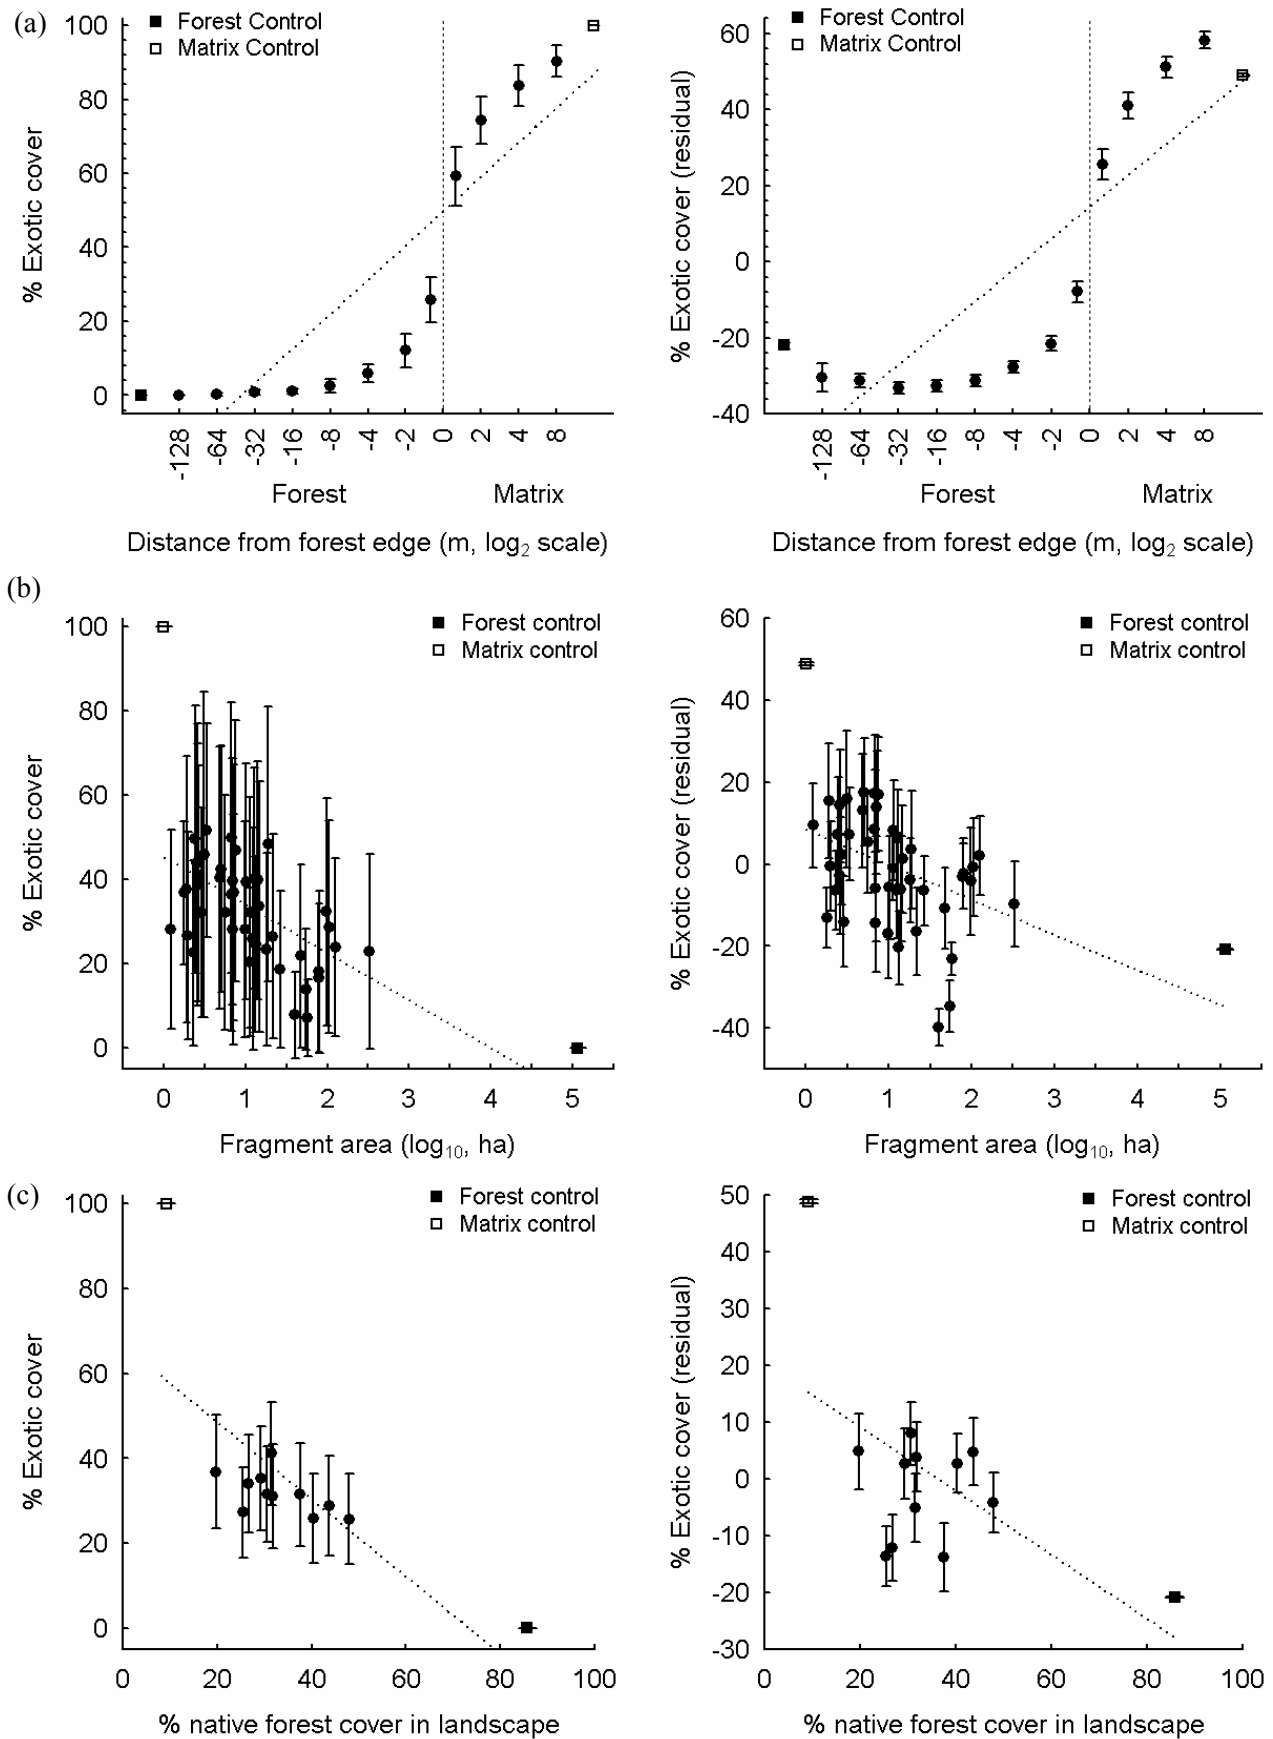 (a)
Forest Control
Matrix Control
% Exotic cover
100
80
60
40
20
0
-128 -64 -32 -16 -8 -4 -2 0 2 4 8
Forest Matrix
Distance from forest edge (m, log2 scale)
Forest Control
Matrix Control
% Exotic cover (residual)
60
40
20
0
-20
-40
-128 -64 -32 -16 -8 -4 -2 0 2 4 8
Forest Matrix
Distance from forest edge (m, log2 scale)
(b)
Forest control
Matrix control
% Exotic cover
100
80
60
40
20
0
0 1 2 3 4 5
Fragment area (log10, ha)
Forest control
Matrix control
% Exotic cover (residual)
60
40
20
0
-20
-40
0 1 2 3 4 5
Fragment area (log10, ha)
(c)
Forest control
Matrix control
% Exotic cover
100
80
60
40
20
0
0 20 40 60 80 100
% native forest cover in landscape
Forest control
Matrix control
% Exotic cover (residual)
50
40
30
20
10
0
-10
-20
-30
0 20 40 60 80 100
% native forest cover in landscape